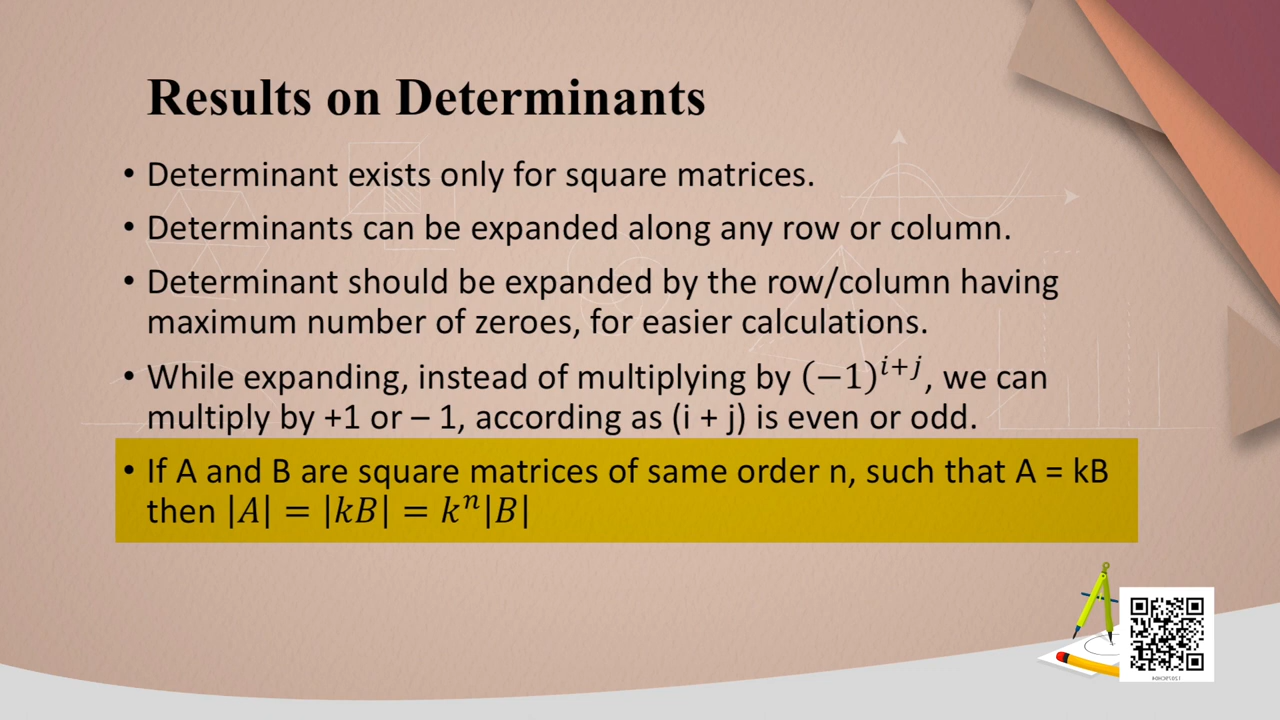 Results on Determinants
• Determinant exists only for square matrices.
• Determinants can be expanded along any row or column.
• Determinant should be expanded by the row/column having
maximum number of zeroes, for easier calculations.
• While expanding, instead of multiplying by (−1)^{i+j}, we can
multiply by +1 or – 1, according as (i + j) is even or odd.
• If A and B are square matrices of same order n, such that A = kB
then |A| = |kB| = kⁿ|B|